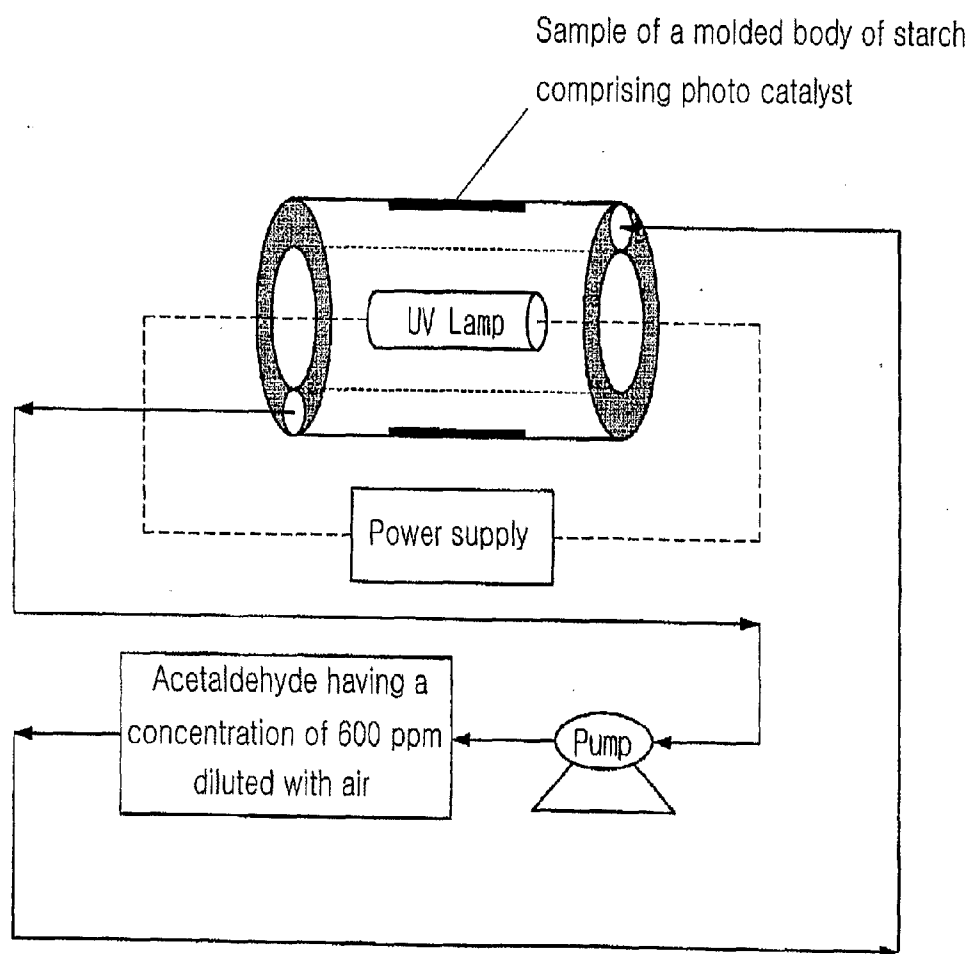 Sample of a molded body of starch
comprising photo catalyst
UV Lamp
Power supply
Acetaldehyde having a
concentration of 600 ppm
diluted with air
Pump